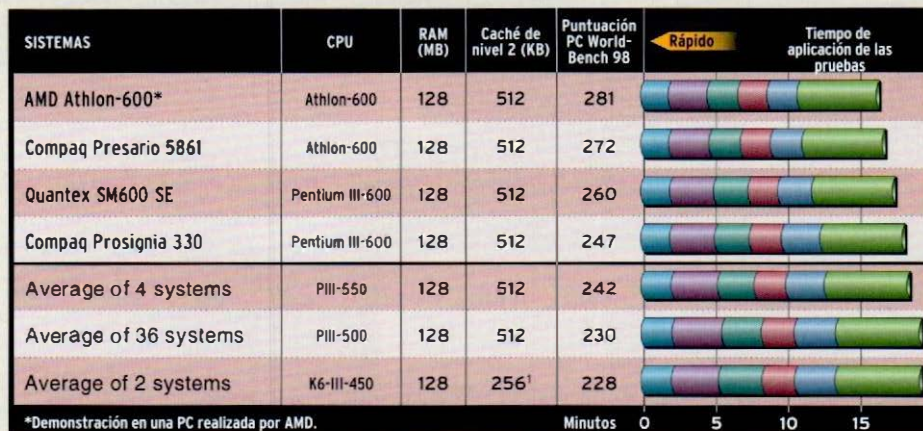 SISTEMAS CPU RAM (MB) Caché de nivel 2 (KB) Puntuación PC World-Bench 98 Rápido Tiempo de aplicación de las pruebas
AMD Athlon-600* Athlon-600 128 512 281
Compaq Presario 5861 Athlon-600 128 512 272
Quantex SM600 SE Pentium III-600 128 512 260
Compaq Prosignia 330 Pentium III-600 128 512 247
Average of 4 systems PIII-550 128 512 242
Average of 36 systems PIII-500 128 512 230
Average of 2 systems K6-III-450 128 256¹ 228
*Demonstración en una PC realizada por AMD. Minutos 0 5 10 15